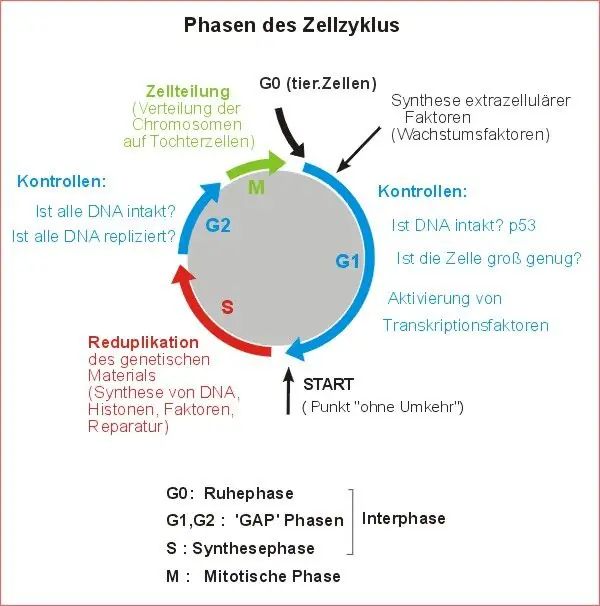 Phasen des Zellzyklus
G0 (tier.Zellen)
Zellteilung
(Verteilung der
Chromosomen
auf Tochterzellen)
Synthese extrazellulärer
Faktoren
(Wachstumsfaktoren)
Kontrollen:
Ist alle DNA intakt?
Ist alle DNA repliziert?
M
G2
G1
S
Kontrollen:
Ist DNA intakt? p53
Ist die Zelle groß genug?
Aktivierung von
Transkriptionsfaktoren
Reduplikation
des genetischen
Materials
(Synthese von DNA,
Histonen, Faktoren,
Reparatur)
START
( Punkt "ohne Umkehr")
G0 : Ruhephase
G1,G2 : 'GAP' Phasen
Interphase
S : Synthesephase
M : Mitotische Phase